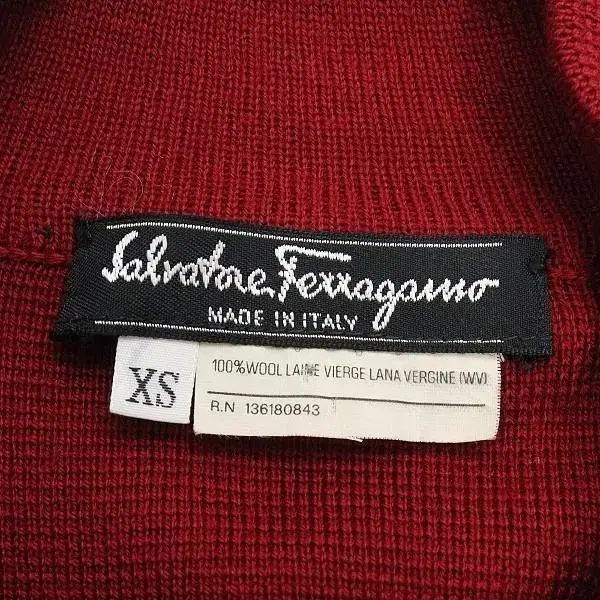 Salvatore Ferragamo
MADE IN ITALY
XS
100%WOOL LAINE VIERGE LANA VERGINE (WV)
R.N 136180843